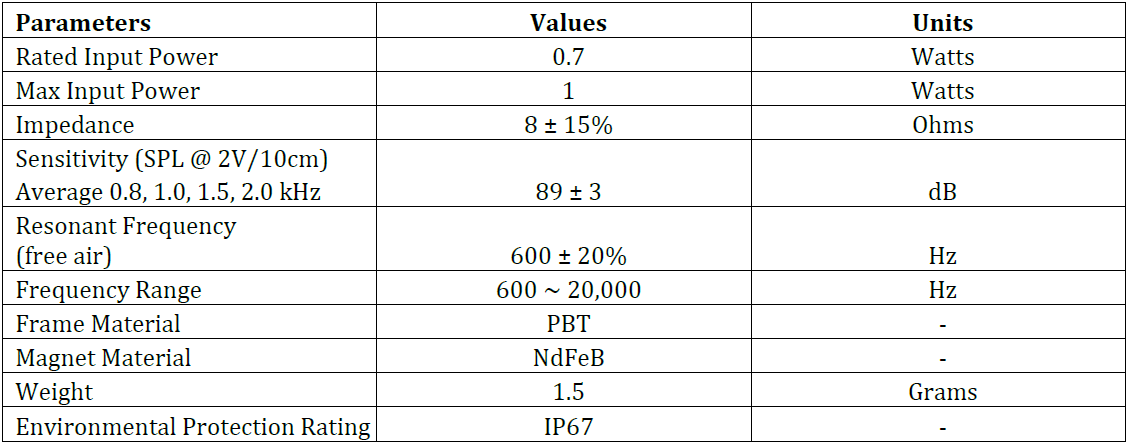 Parameters Values Units
Rated Input Power 0.7 Watts
Max Input Power 1 Watts
Impedance 8 ± 15% Ohms
Sensitivity (SPL @ 2V/10cm)
Average 0.8, 1.0, 1.5, 2.0 kHz 89 ± 3 dB
Resonant Frequency
(free air) 600 ± 20% Hz
Frequency Range 600 ~ 20,000 Hz
Frame Material PBT -
Magnet Material NdFeB -
Weight 1.5 Grams
Environmental Protection Rating IP67 -